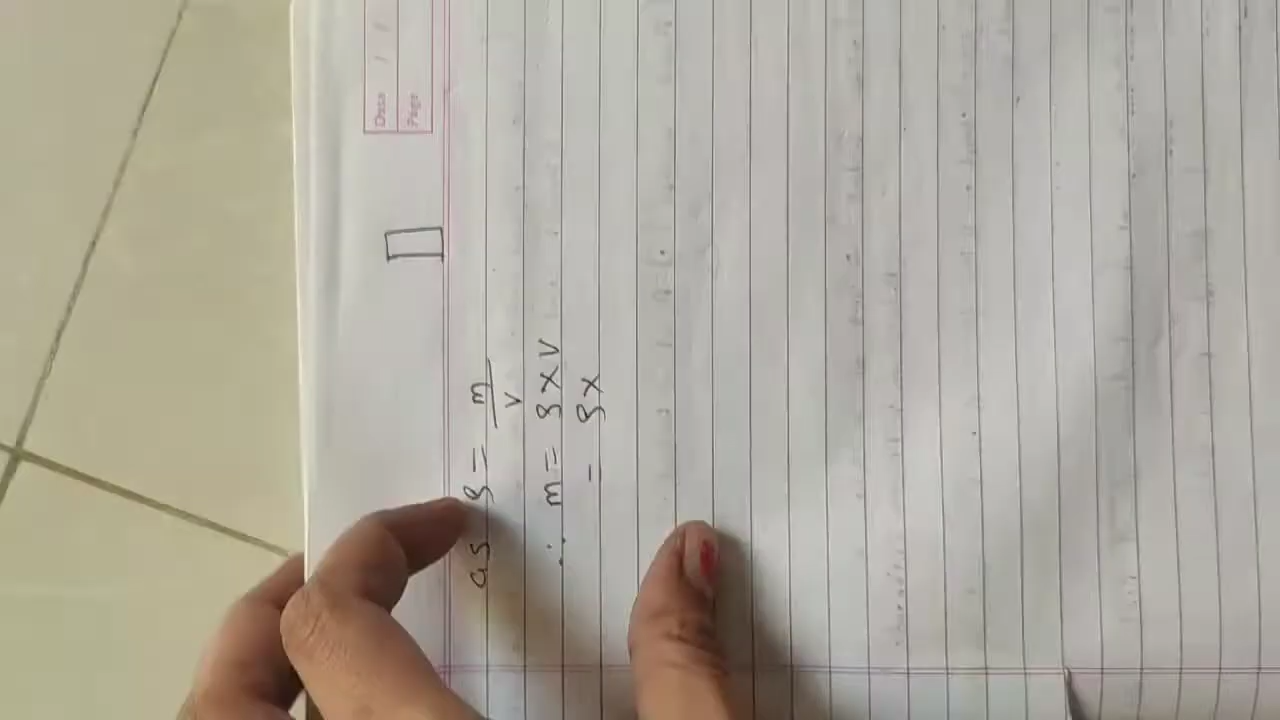 Date / /
Page
as ρ = m/v
∴ m = ρ x v
= ρ x